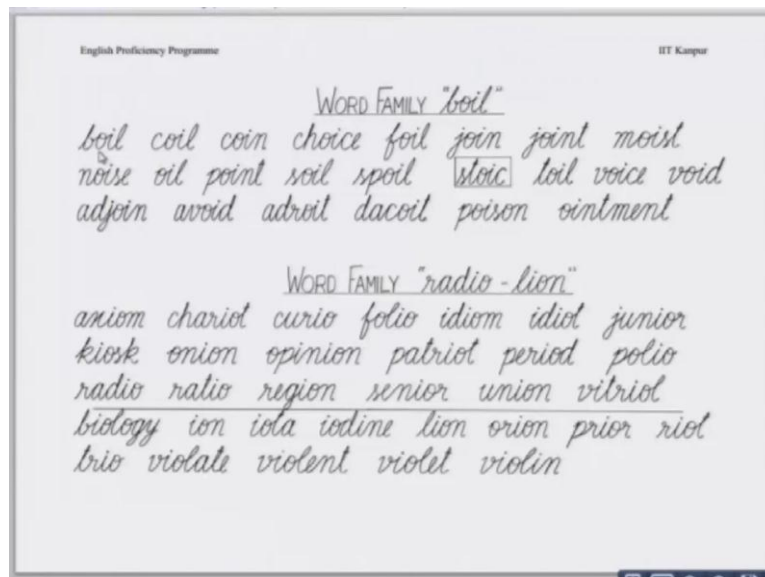 English Proficiency Programme IIT Kanpur
WORD FAMILY "boil"
boil coil coin choice foil join joint moist
noise oil point soil spoil stoic toil voice void
adjoin avoid adroit dacoit poison ointment
WORD FAMILY "radio - lion"
axiom chariot curio folio idiom idiot junior
kiosk onion opinion patriot period polio
radio ratio region senior union vitriol
biology ion iota iodine lion orion prior riot
trio violate violent violet violin